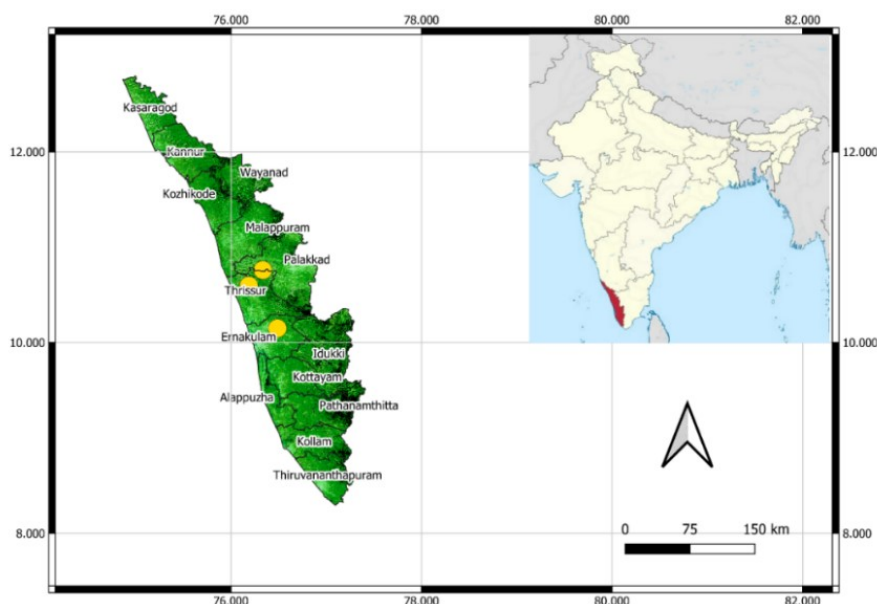 76.000 78.000 80.000 82.000
Kasaragod
12.000 Kannur 12.000
Wayanad
Kozhikode
Malappuram
Palakkad
Thrissur
Ernakulam
10.000 10.000
Idukki
Kottayam
Alappuzha
Pathanamthitta
Kollam
Thiruvananthapuram
0 75 150 km
8.000 8.000
76.000 78.000 80.000 82.000